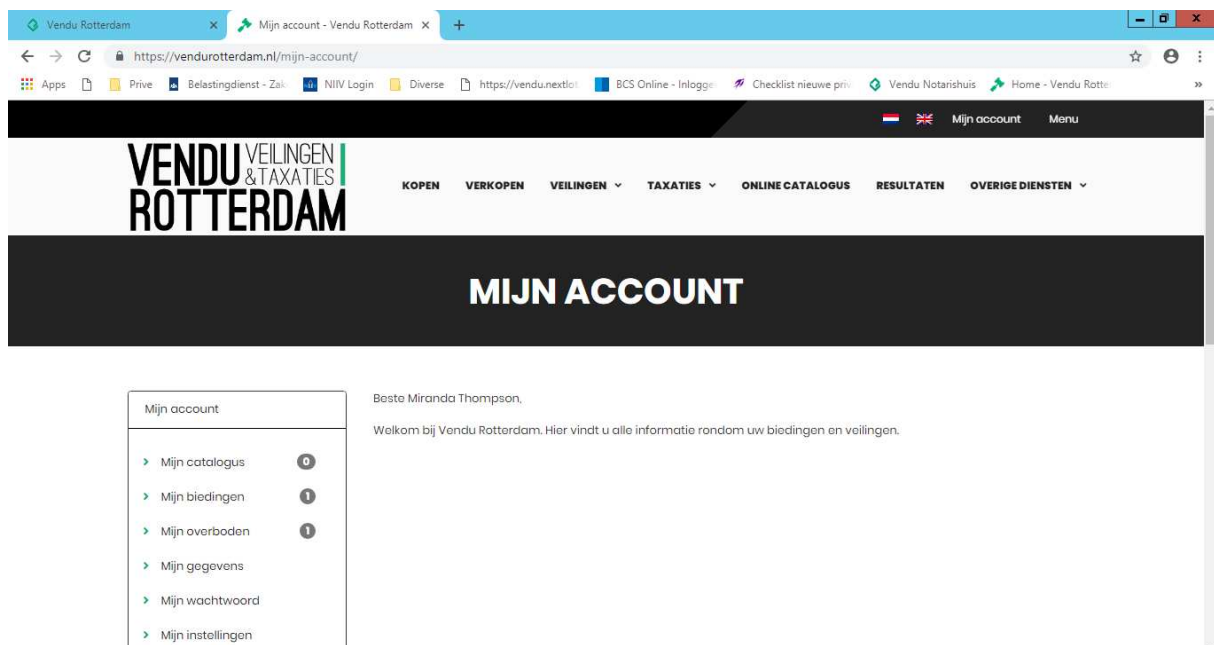 Vendu Rotterdam
Mijn account - Vendu Rotterdam
https://vendurotterdam.nl/mijn-account/
Apps Prive Belastingdienst - Zak NIIV Login Diverse https://vendu.nextlot BCS Online - Inlogge Checklist nieuwe priv Vendu Notarishuis Home - Vendu Rotte »
Mijn account Menu
VENDU VEILINGEN
& TAXATIES
ROTTERDAM
KOPEN VERKOPEN VEILINGEN TAXATIES ONLINE CATALOGUS RESULTATEN OVERIGE DIENSTEN
MIJN ACCOUNT
Mijn account
Mijn catalogus 0
Mijn biedingen 1
Mijn overboden 1
Mijn gegevens
Mijn wachtwoord
Mijn instellingen
Beste Miranda Thompson,
Welkom bij Vendu Rotterdam. Hier vindt u alle informatie rondom uw biedingen en veilingen.